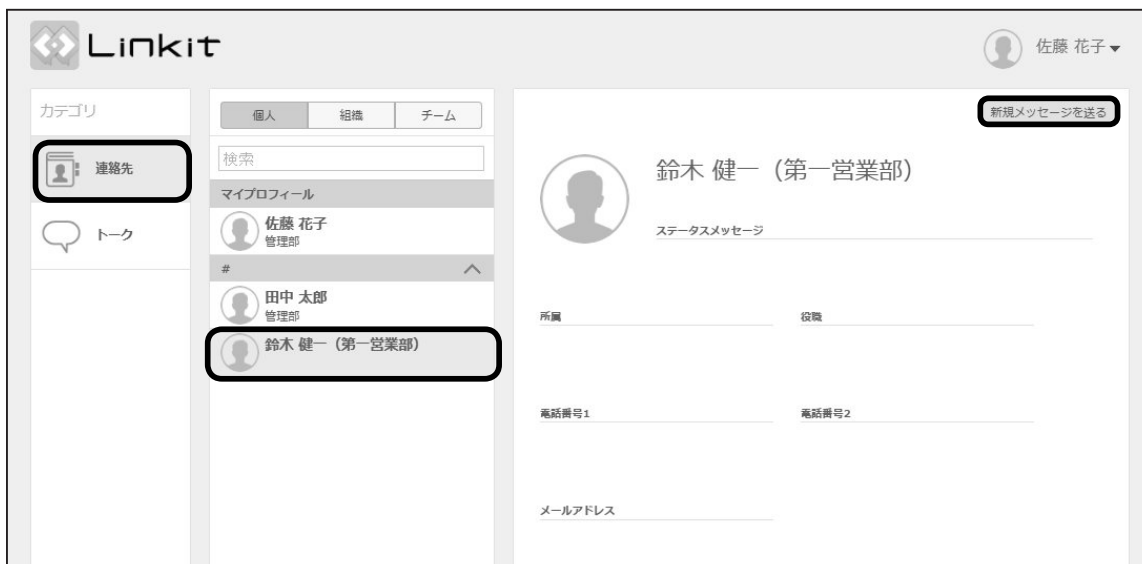 Linkit
佐藤 花子
カテゴリ
連絡先
トーク
個人 組織 チーム
検索
マイプロフィール
佐藤 花子
管理部
#
田中 太郎
管理部
鈴木 健一（第一営業部）
新規メッセージを送る
鈴木 健一（第一営業部）
ステータスメッセージ
所属 役職
電話番号1 電話番号2
メールアドレス